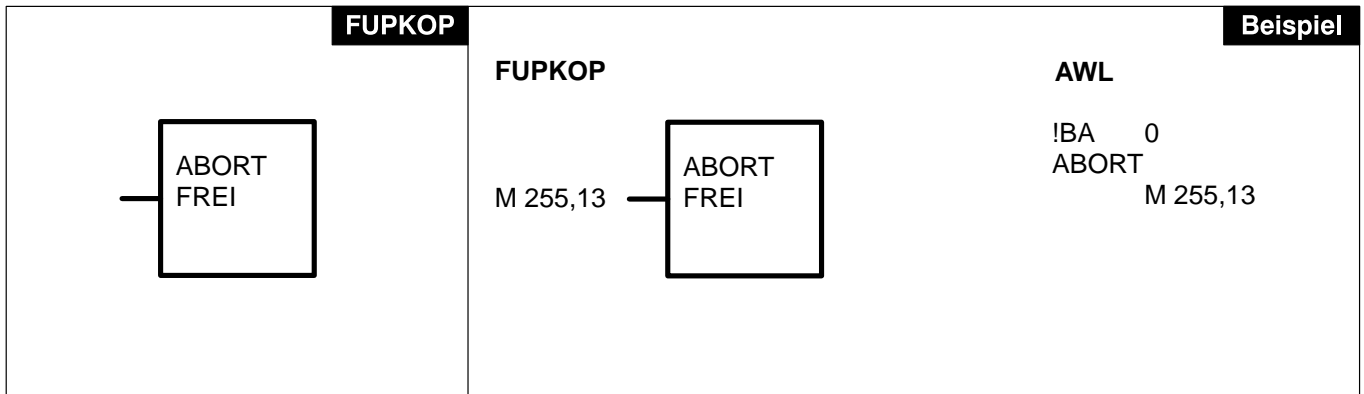 FUPKOP
ABORT
FREI
Beispiel
FUPKOP
M 255,13
ABORT
FREI
AWL
!BA 0
ABORT
M 255,13